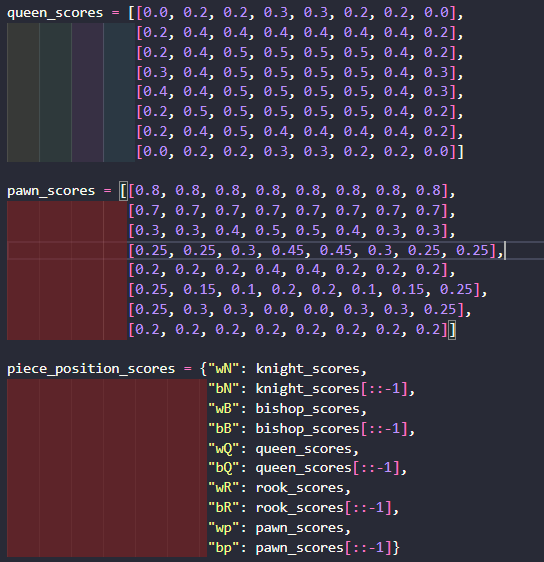 queen_scores = [[0.0, 0.2, 0.2, 0.3, 0.3, 0.2, 0.2, 0.0],
[0.2, 0.4, 0.4, 0.4, 0.4, 0.4, 0.4, 0.2],
[0.2, 0.4, 0.5, 0.5, 0.5, 0.5, 0.4, 0.2],
[0.3, 0.4, 0.5, 0.5, 0.5, 0.5, 0.4, 0.3],
[0.4, 0.4, 0.5, 0.5, 0.5, 0.5, 0.4, 0.3],
[0.2, 0.5, 0.5, 0.5, 0.5, 0.5, 0.4, 0.2],
[0.2, 0.4, 0.5, 0.4, 0.4, 0.4, 0.4, 0.2],
[0.0, 0.2, 0.2, 0.3, 0.3, 0.2, 0.2, 0.0]]
pawn_scores = [[0.8, 0.8, 0.8, 0.8, 0.8, 0.8, 0.8, 0.8],
[0.7, 0.7, 0.7, 0.7, 0.7, 0.7, 0.7, 0.7],
[0.3, 0.3, 0.4, 0.5, 0.5, 0.4, 0.3, 0.3],
[0.25, 0.25, 0.3, 0.45, 0.45, 0.3, 0.25, 0.25],
[0.2, 0.2, 0.2, 0.4, 0.4, 0.2, 0.2, 0.2],
[0.25, 0.15, 0.1, 0.2, 0.2, 0.1, 0.15, 0.25],
[0.25, 0.3, 0.3, 0.0, 0.0, 0.3, 0.3, 0.25],
[0.2, 0.2, 0.2, 0.2, 0.2, 0.2, 0.2, 0.2]]
piece_position_scores = {"wN": knight_scores,
"bN": knight_scores[::-1],
"wB": bishop_scores,
"bB": bishop_scores[::-1],
"wQ": queen_scores,
"bQ": queen_scores[::-1],
"wR": rook_scores,
"bR": rook_scores[::-1],
"wp": pawn_scores,
"bp": pawn_scores[::-1]}